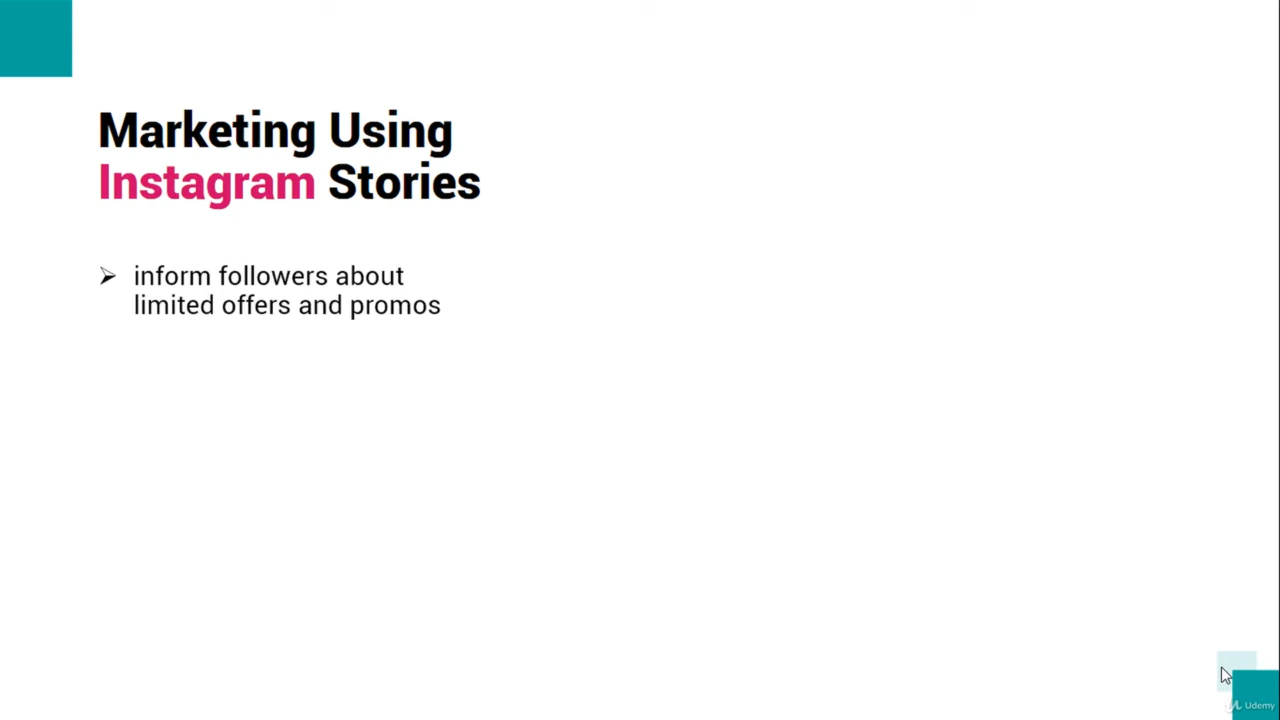 Marketing Using
Instagram Stories
➢ inform followers about
limited offers and promos
Udemy